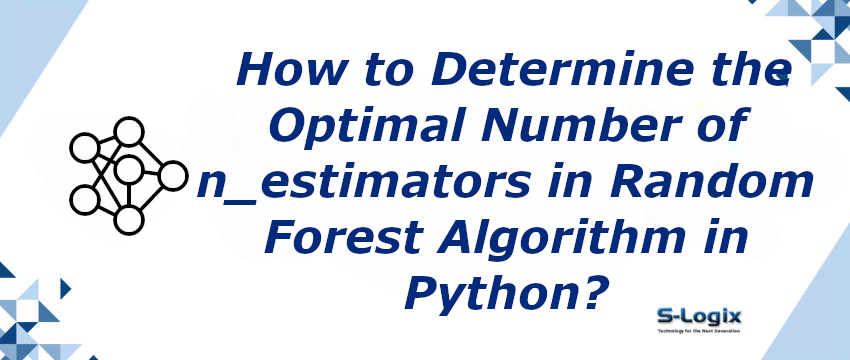 How to Determine the
Optimal Number of
n_estimators in Random
Forest Algorithm in
Python?
S-Logix
Technology for the Next Generation